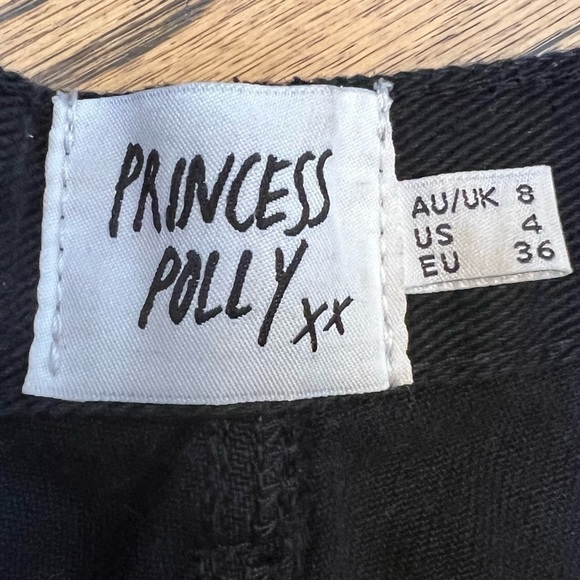 PRINCESS
POLLY xx
AU/UK 8
US 4
EU 36